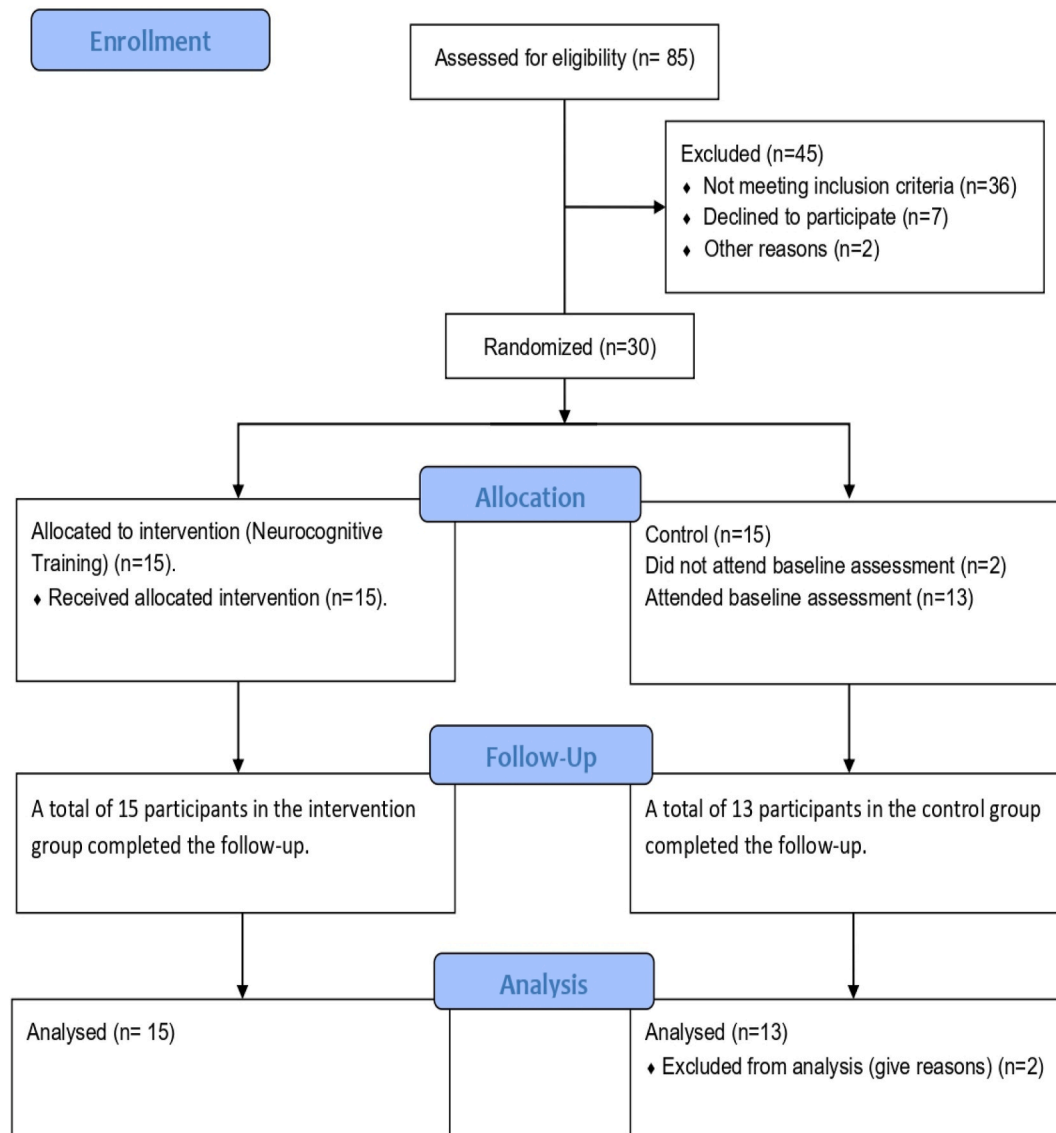 Enrollment
Assessed for eligibility (n= 85)
Excluded (n=45)
♦ Not meeting inclusion criteria (n=36)
♦ Declined to participate (n=7)
♦ Other reasons (n=2)
Randomized (n=30)
Allocation
Allocated to intervention (Neurocognitive
Training) (n=15).
♦ Received allocated intervention (n=15).
Control (n=15)
Did not attend baseline assessment (n=2)
Attended baseline assessment (n=13)
Follow-Up
A total of 15 participants in the intervention
group completed the follow-up.
A total of 13 participants in the control group
completed the follow-up.
Analysis
Analysed (n= 15)
Analysed (n=13)
♦ Excluded from analysis (give reasons) (n=2)